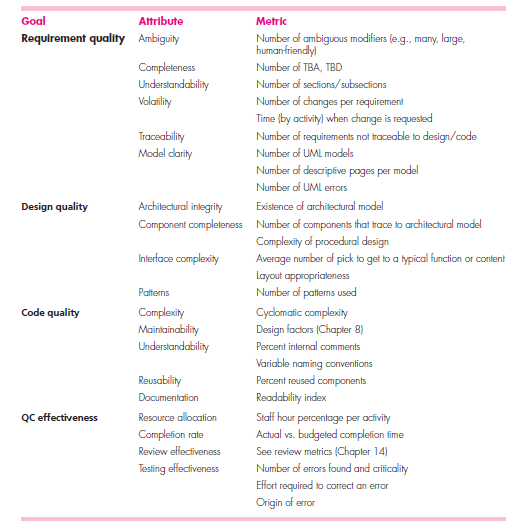 Goal Attribute Metric
Requirement quality Ambiguity Number of ambiguous modifiers (e.g., many, large,
human-friendly)
Completeness Number of TBA, TBD
Understandability Number of sections/subsections
Volatility Number of changes per requirement
Time (by activity) when change is requested
Traceability Number of requirements not traceable to design/code
Model clarity Number of UML models
Number of descriptive pages per model
Number of UML errors
Design quality Architectural integrity Existence of architectural model
Component completeness Number of components that trace to architectural model
Complexity of procedural design
Interface complexity Average number of pick to get to a typical function or content
Layout appropriateness
Patterns Number of patterns used
Code quality Complexity Cyclomatic complexity
Maintainability Design factors (Chapter 8)
Understandability Percent internal comments
Variable naming conventions
Reusability Percent reused components
Documentation Readability index
QC effectiveness Resource allocation Staff hour percentage per activity
Completion rate Actual vs. budgeted completion time
Review effectiveness See review metrics (Chapter 14)
Testing effectiveness Number of errors found and criticality
Effort required to correct an error
Origin of error